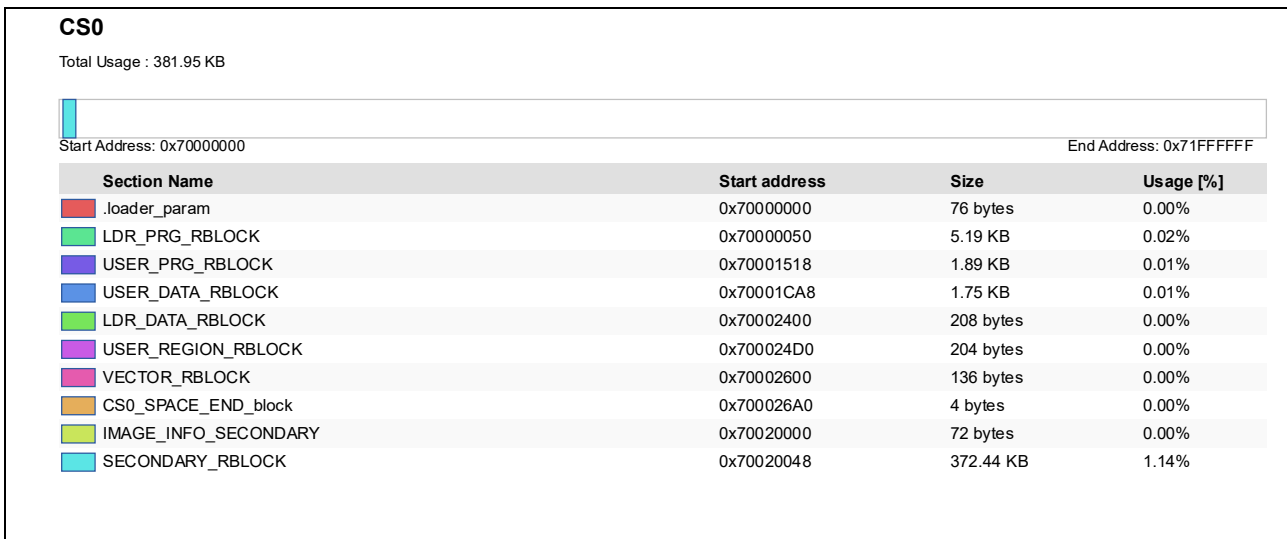 CS0
Total Usage : 381.95 KB
Start Address: 0x70000000 End Address: 0x71FFFFFF
Section Name Start address Size Usage [%]
.loader_param 0x70000000 76 bytes 0.00%
LDR_PRG_RBLOCK 0x70000050 5.19 KB 0.02%
USER_PRG_RBLOCK 0x70001518 1.89 KB 0.01%
USER_DATA_RBLOCK 0x70001CA8 1.75 KB 0.01%
LDR_DATA_RBLOCK 0x70002400 208 bytes 0.00%
USER_REGION_RBLOCK 0x700024D0 204 bytes 0.00%
VECTOR_RBLOCK 0x70002600 136 bytes 0.00%
CS0_SPACE_END_block 0x700026A0 4 bytes 0.00%
IMAGE_INFO_SECONDARY 0x70020000 72 bytes 0.00%
SECONDARY_RBLOCK 0x70020048 372.44 KB 1.14%